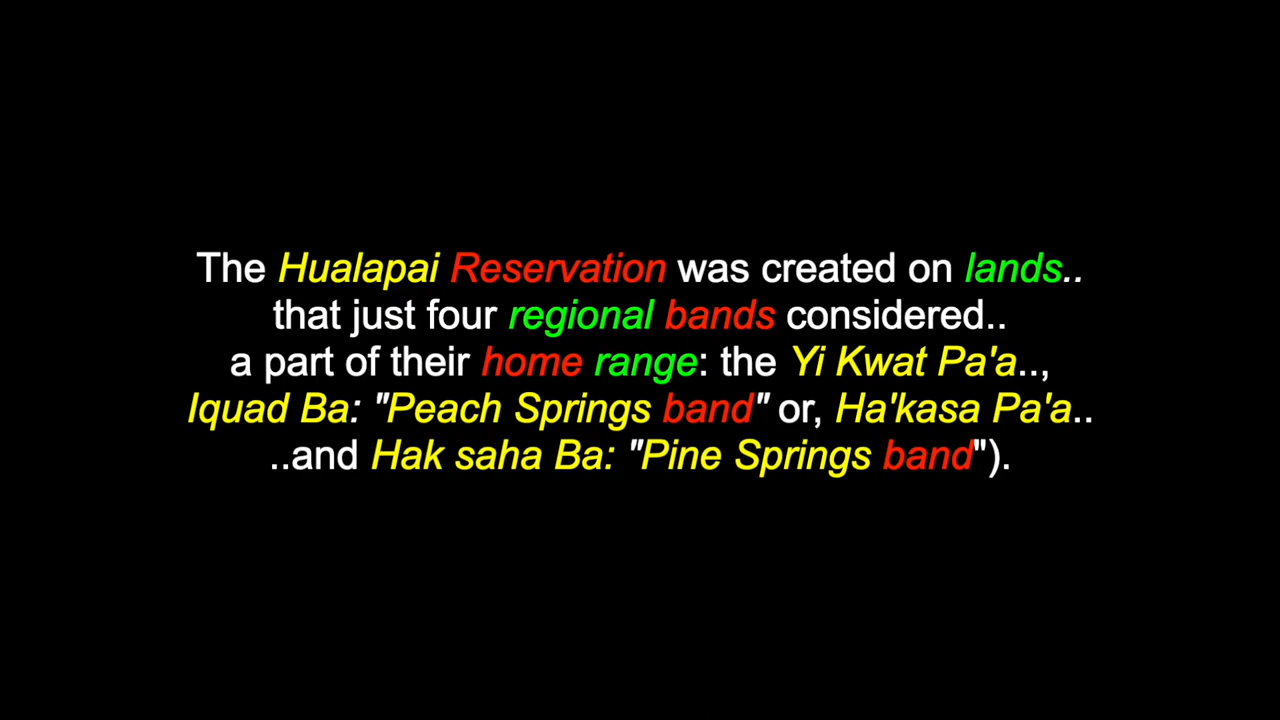 The Hualapai Reservation was created on lands..
that just four regional bands considered..
a part of their home range: the Yi Kwat Pa'a..,
Iquad Ba: "Peach Springs band" or, Ha'kasa Pa'a..
..and Hak saha Ba: "Pine Springs band").